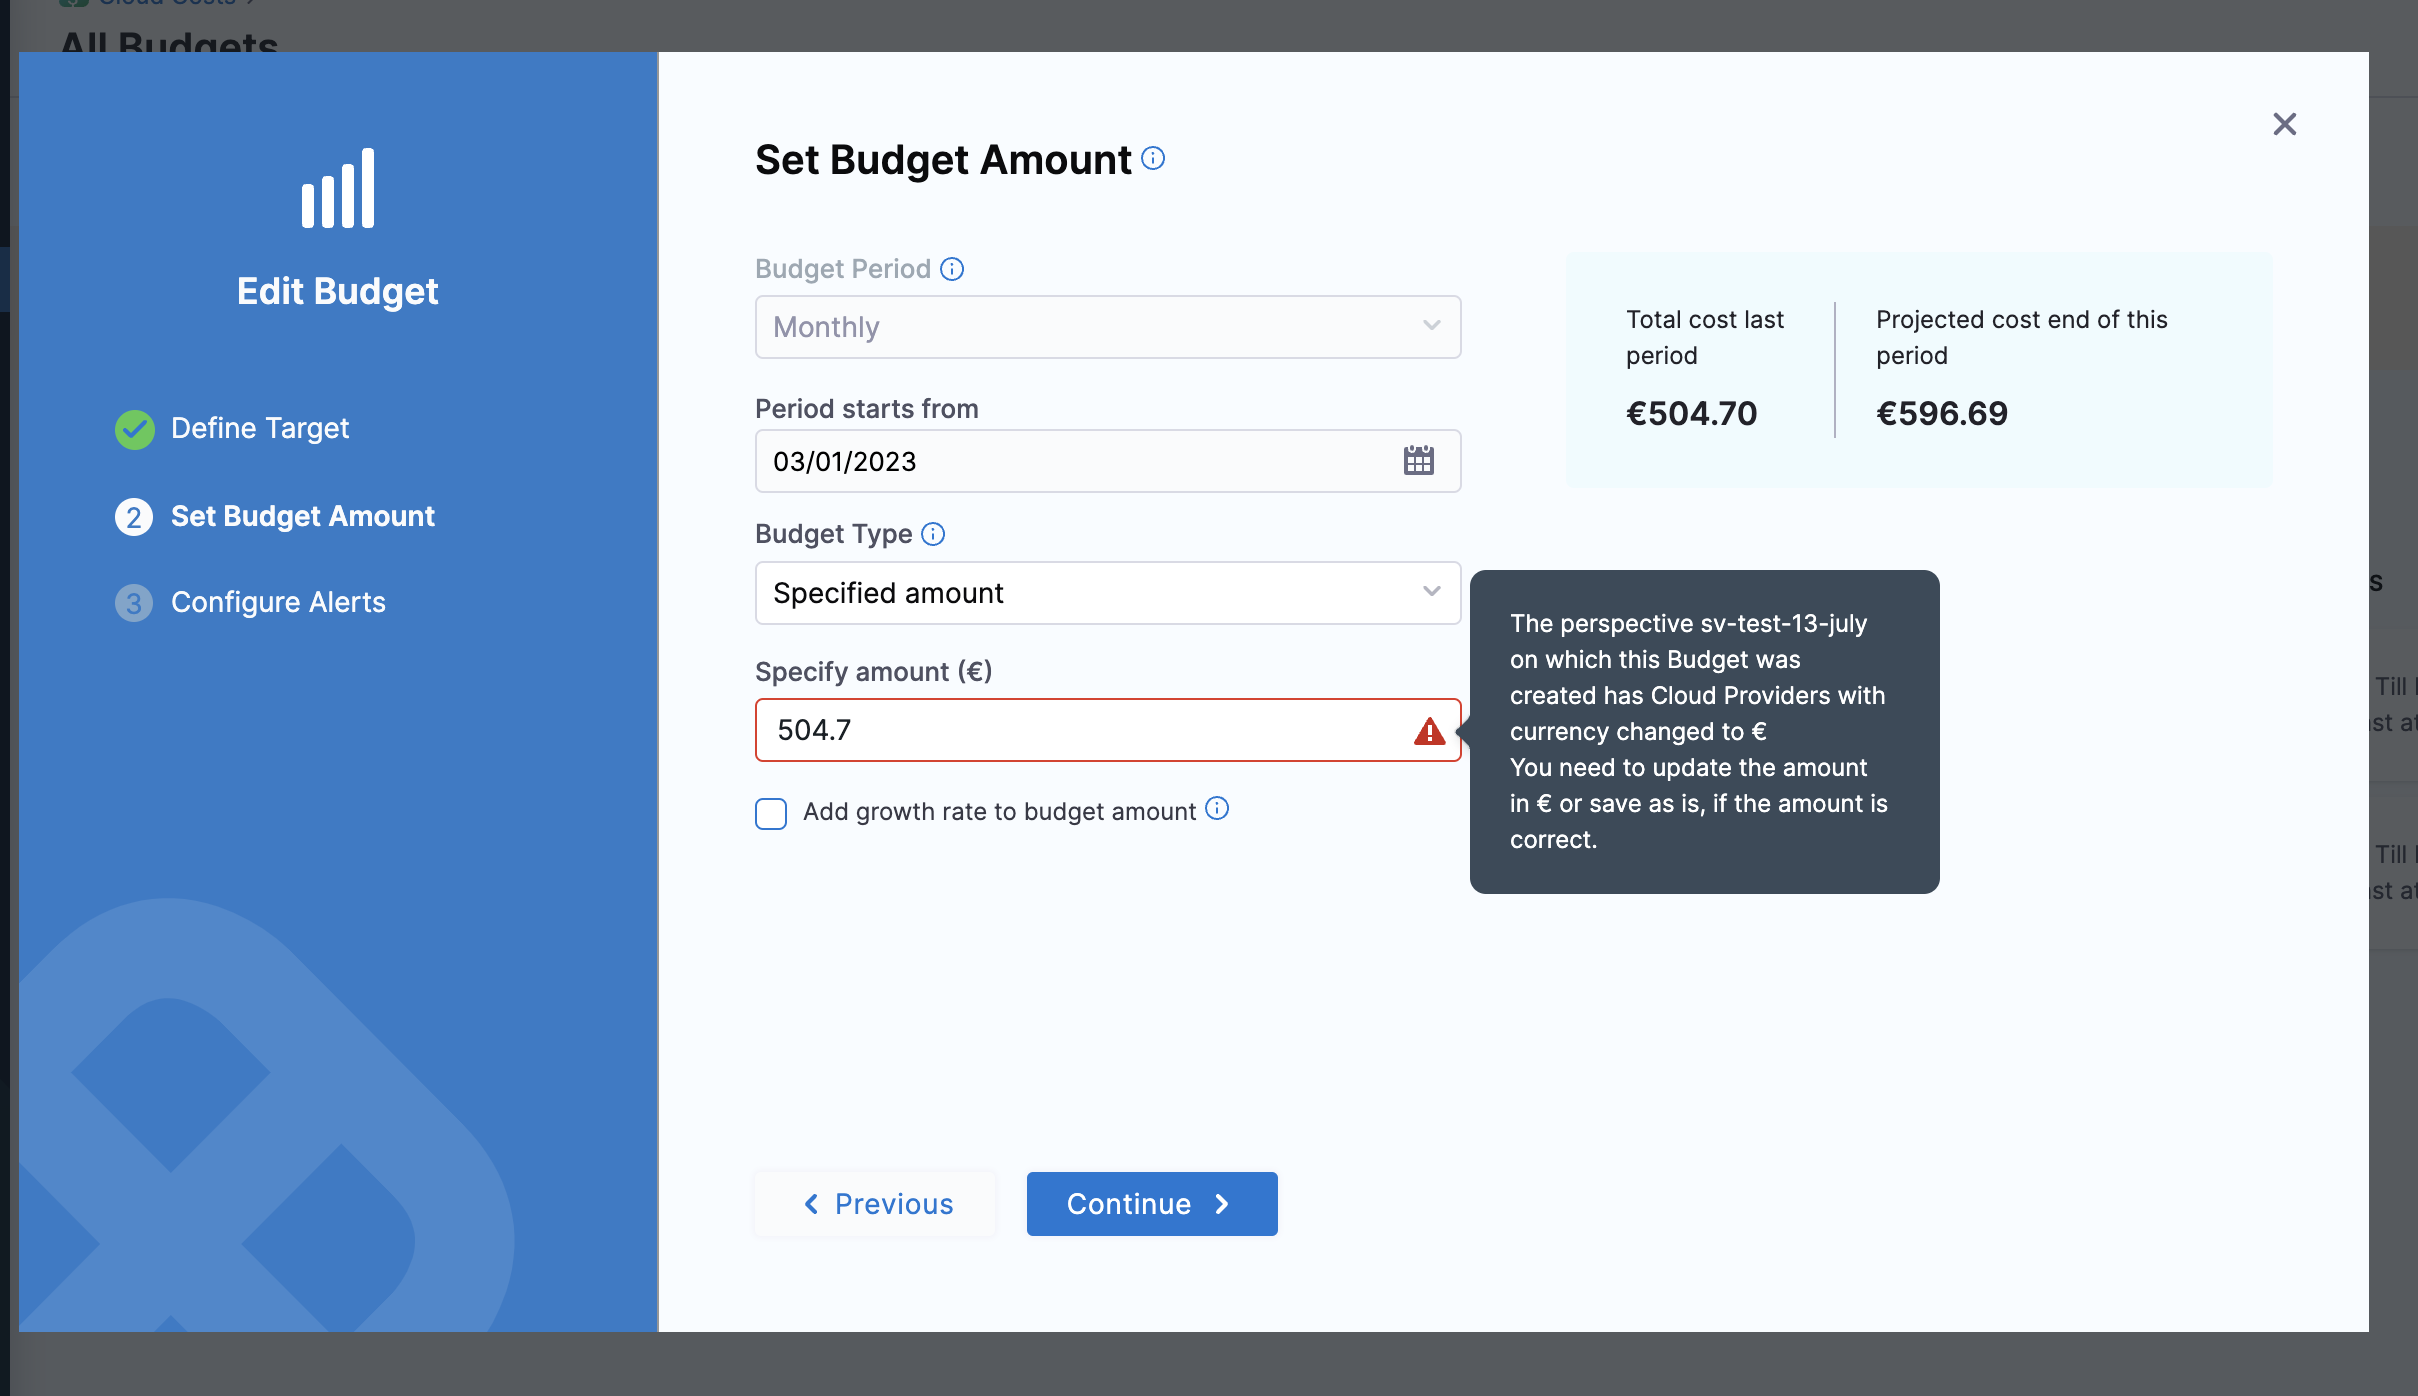 All Budgets
Edit Budget
Define Target
2 Set Budget Amount
3 Configure Alerts
Set Budget Amount
Budget Period
Monthly
Period starts from
03/01/2023
Budget Type
Specified amount
Specify amount (€)
504.7
Add growth rate to budget amount
Total cost last
period
€504.70
Projected cost end of this
period
€596.69
The perspective sv-test-13-july
on which this Budget was
created has Cloud Providers with
currency changed to €
You need to update the amount
in € or save as is, if the amount is
correct.
Till
Till
Previous
Continue